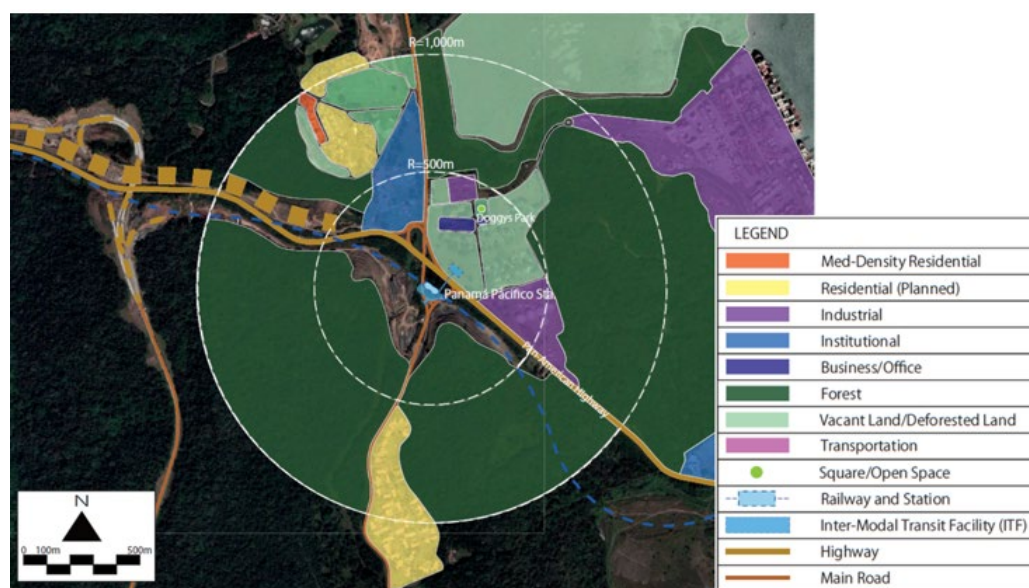 R=1,000m
R=500m
Doggys Park
Panamá Pacífico Sta.
Pan-American Highway
N
0 100m 500m
LEGEND
Med-Density Residential
Residential (Planned)
Industrial
Institutional
Business/Office
Forest
Vacant Land/Deforested Land
Transportation
Square/Open Space
Railway and Station
Inter-Modal Transit Facility (ITF)
Highway
Main Road